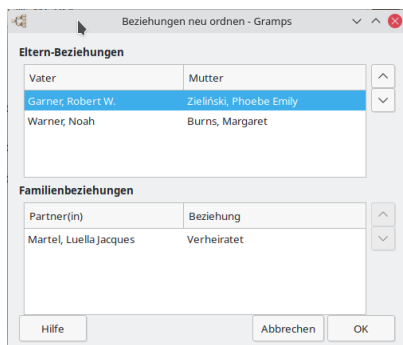 Beziehungen neu ordnen - Gramps
Eltern-Beziehungen
Vater Mutter
Garner, Robert W. Zieliński, Phoebe Emily
Warner, Noah Burns, Margaret
Familienbeziehungen
Partner(in) Beziehung
Martel, Luella Jacques Verheiratet
Hilfe Abbrechen OK